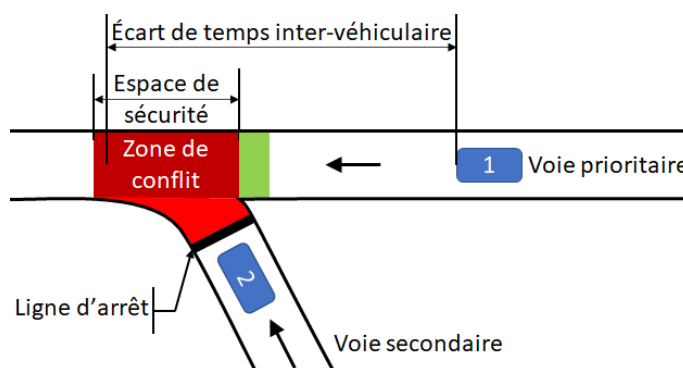 Écart de temps inter-véhiculaire
Espace de
sécurité
Zone de
conflit
1
Voie prioritaire
2
Ligne d'arrêt
Voie secondaire